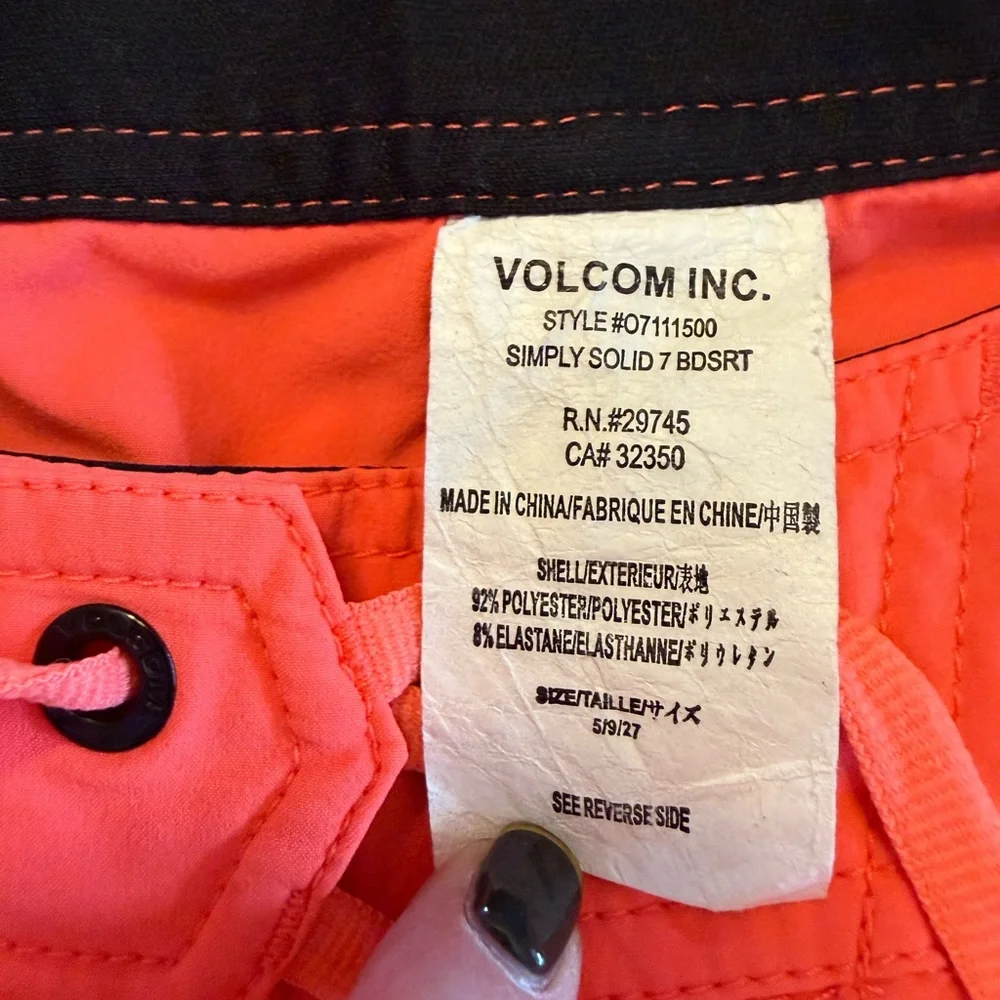 VOLCOM INC.
STYLE #O7111500
SIMPLY SOLID 7 BDSRT
R.N.#29745
CA# 32350
MADE IN CHINA/FABRIQUE EN CHINE/中国製
SHELL/EXTERIEUR/表地
92% POLYESTER/POLYESTER/ポリエステル
8% ELASTANE/ELASTHANNE/ポリウレタン
SIZE/TAILLE/サイズ
5/9/27
SEE REVERSE SIDE